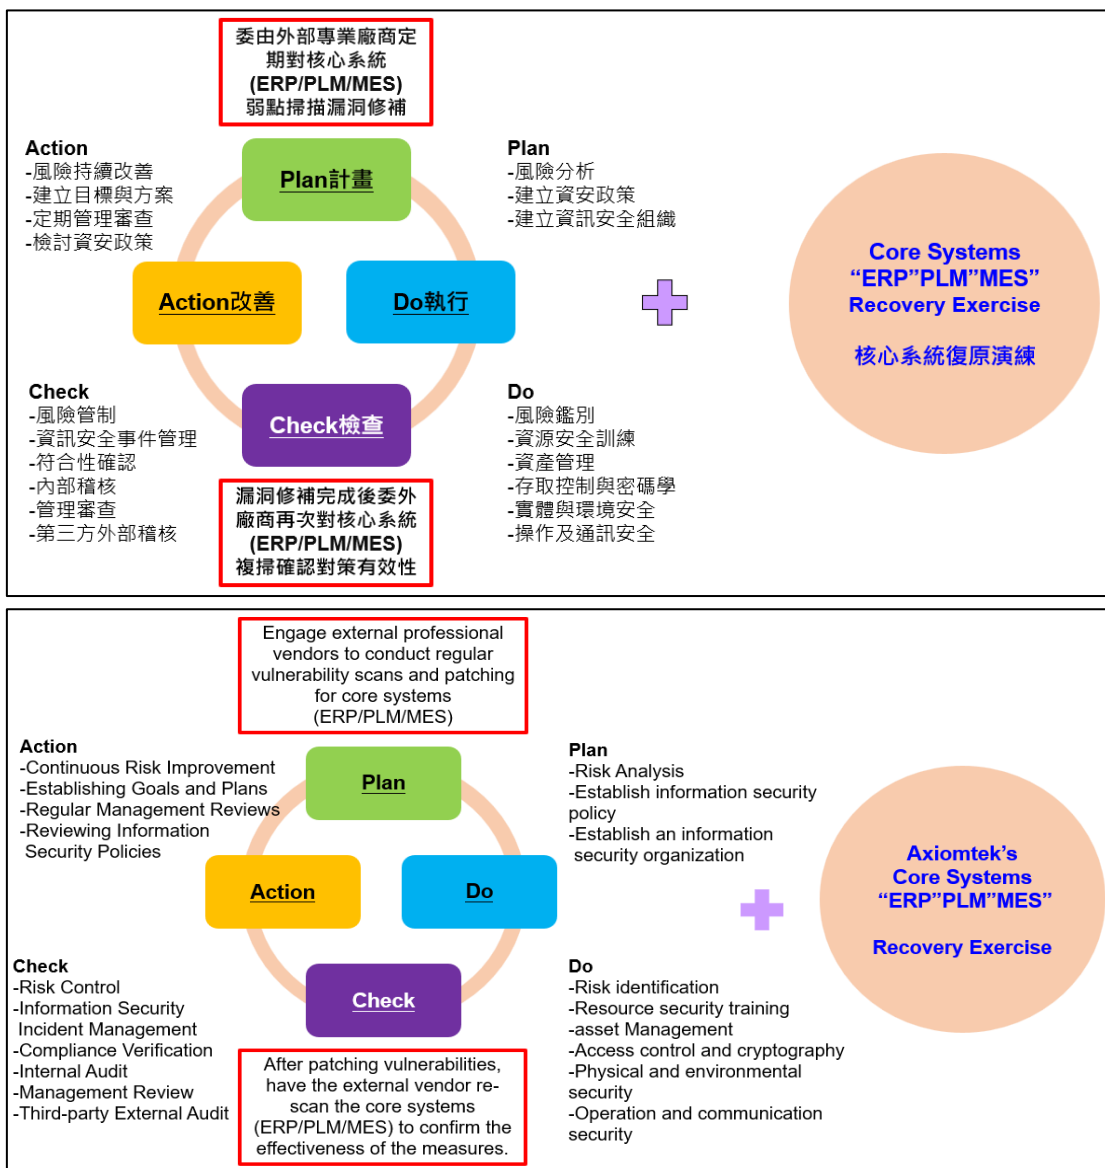 委由外部專業廠商定
期對核心系統
(ERP/PLM/MES)
弱點掃描漏洞修補
Action
-風險持續改善
-建立目標與方案
-定期管理審查
-檢討資安政策
Plan計畫
Plan
-風險分析
-建立資安政策
-建立資訊安全組織
Action改善
Do執行
Core Systems
“ERP”PLM”MES”
Recovery Exercise
核心系統復原演練
Check
-風險管制
-資訊安全事件管理
-符合性確認
-內部稽核
-管理審查
-第三方外部稽核
Check檢查
漏洞修補完成後委外
廠商再次對核心系統
(ERP/PLM/MES)
複掃確認對策有效性
Do
-風險鑑別
-資源安全訓練
-資產管理
-存取控制與密碼學
-實體與環境安全
-操作及通訊安全
Engage external professional
vendors to conduct regular
vulnerability scans and patching
for core systems
(ERP/PLM/MES)
Action
-Continuous Risk Improvement
-Establishing Goals and Plans
-Regular Management Reviews
-Reviewing Information
Security Policies
Plan
Plan
-Risk Analysis
-Establish information security
policy
-Establish an information
security organization
Action
Do
Axiomtek’s
Core Systems
“ERP”PLM”MES”
Recovery Exercise
Check
-Risk Control
-Information Security
Incident Management
-Compliance Verification
-Internal Audit
-Management Review
-Third-party External Audit
Check
After patching vulnerabilities,
have the external vendor re-
scan the core systems
(ERP/PLM/MES) to confirm the
effectiveness of the measures.
Do
-Risk identification
-Resource security training
-asset Management
-Access control and cryptography
-Physical and environmental
security
-Operation and communication
security